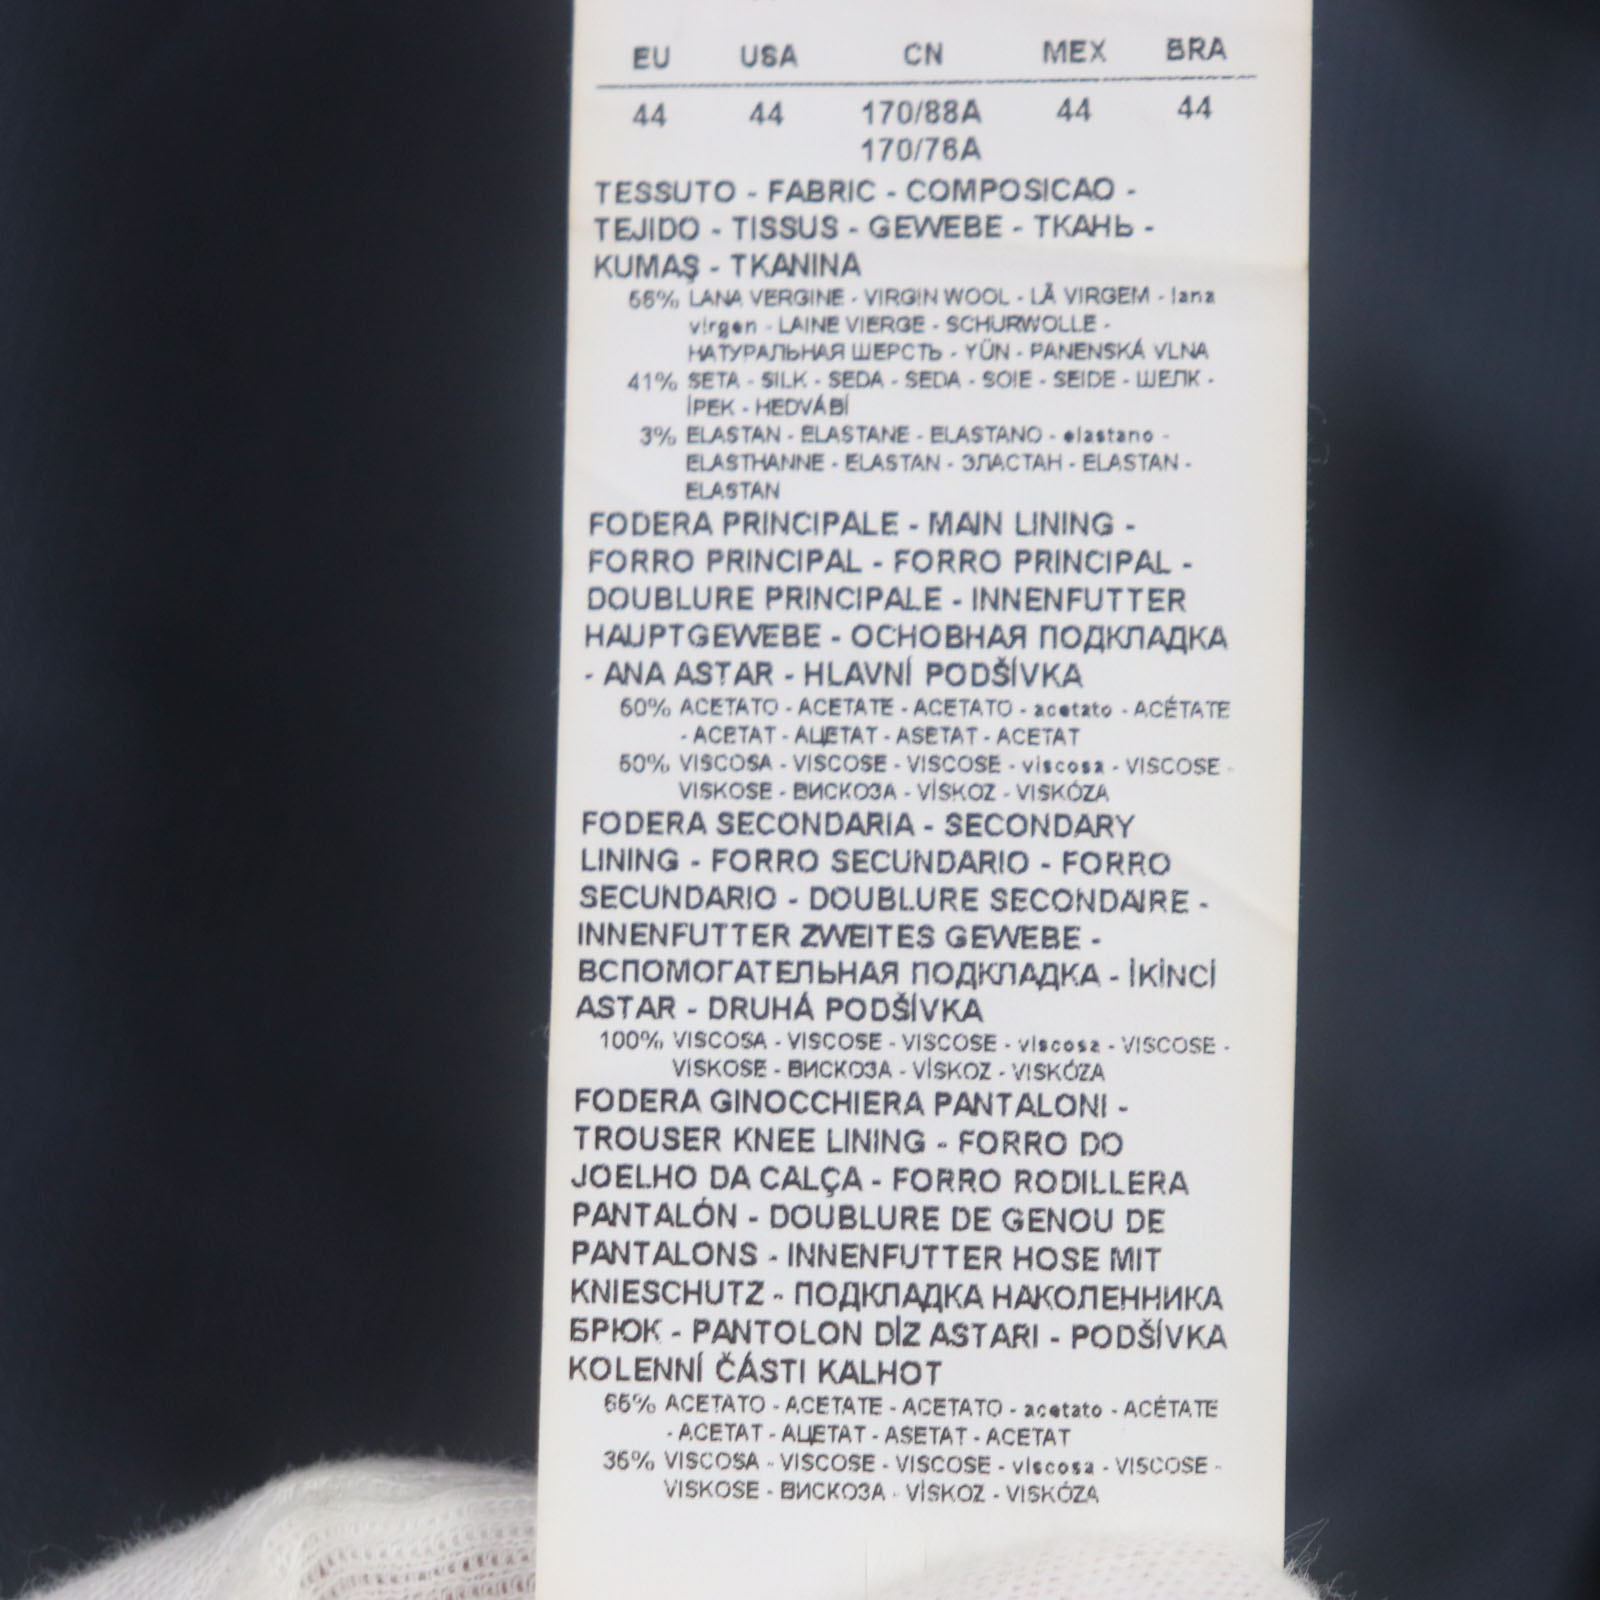 EU USA CN MEX BRA
44 44 170/88A 44 44
170/76A
TESSUTO - FABRIC - COMPOSICAO -
TEJIDO - TISSUS - GEWEBE - ТКАНЬ -
KUMAŞ - TKANINA
56% LANA VERGINE - VIRGIN WOOL - LÃ VIRGEM - lana
virgen - LAINE VIERGE - SCHURWOLLE -
НАТУРАЛЬНАЯ ШЕРСТЬ - YÜN - PANENSKÁ VLNA
41% SETA - SILK - SEDA - SEDA - SOIE - SEIDE - ШЕЛК -
İPEK - HEDVÁBÍ
3% ELASTAN - ELASTANE - ELASTANO - elastano -
ELASTHANNE - ELASTAN - ЭЛАСТАН - ELASTAN -
ELASTAN
FODERA PRINCIPALE - MAIN LINING -
FORRO PRINCIPAL - FORRO PRINCIPAL -
DOUBLURE PRINCIPALE - INNENFUTTER
HAUPTGEWEBE - ОСНОВНАЯ ПОДКЛАДКА
- ANA ASTAR - HLAVNÍ PODŠÍVKA
50% ACETATO - ACETATE - ACETATO - acetato - ACÉTATE
- ACETAT - АЦЕТАТ - ASETAT - ACETAT
50% VISCOSA - VISCOSE - VISCOSE - viscosa - VISCOSE -
VISKOSE - ВИСКОЗА - VİSKOZ - VISKÓZA
FODERA SECONDARIA - SECONDARY
LINING - FORRO SECUNDARIO - FORRO
SECUNDARIO - DOUBLURE SECONDAIRE -
INNENFUTTER ZWEITES GEWEBE -
ВСПОМОГАТЕЛЬНАЯ ПОДКЛАДКА - İKİNCİ
ASTAR - DRUHÁ PODŠÍVKA
100% VISCOSA - VISCOSE - VISCOSE - viscosa - VISCOSE -
VISKOSE - ВИСКОЗА - VİSKOZ - VISKÓZA
FODERA GINOCCHIERA PANTALONI -
TROUSER KNEE LINING - FORRO DO
JOELHO DA CALÇA - FORRO RODILLERA
PANTALÓN - DOUBLURE DE GENOU DE
PANTALONS - INNENFUTTER HOSE MIT
KNIESCHUTZ - ПОДКЛАДКА НАКОЛЕННИКА
БРЮК - PANTOLON DİZ ASTARI - PODŠÍVKA
KOLENNÍ ČÁSTI KALHOT
65% ACETATO - ACETATE - ACETATO - acetato - ACÉTATE
- ACETAT - АЦЕТАТ - ASETAT - ACETAT
35% VISCOSA - VISCOSE - VISCOSE - viscosa - VISCOSE -
VISKOSE - ВИСКОЗА - VİSKOZ - VISKÓZA